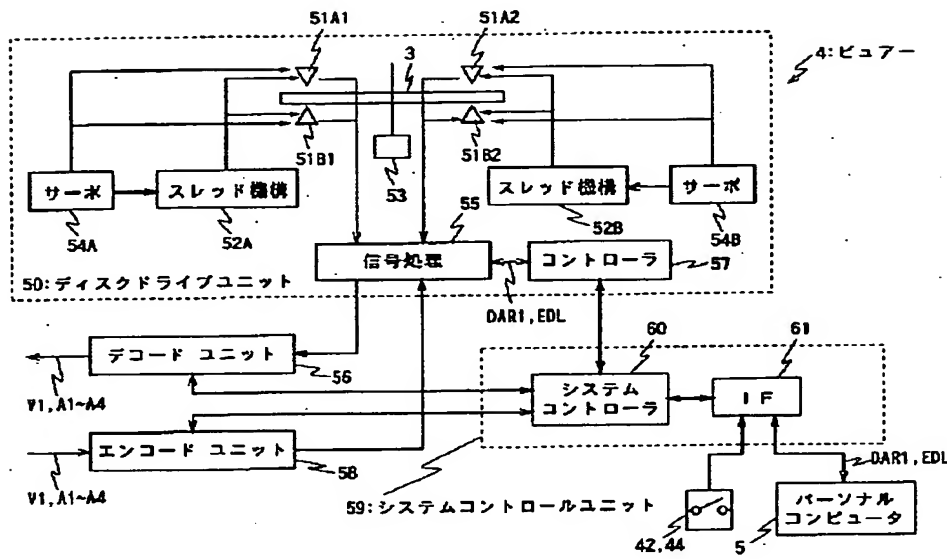 51A1
51A2
3
4:ビュアー
51B1
51B2
53
サーボ
スレッド機構
スレッド機構
サーボ
54A
52A
55
52B
54B
信号処理
コントローラ
57
50:ディスクドライブユニット
DAR1,EDL
60
61
デコード ユニット
56
システム
コントローラ
IF
V1,A1~A4
エンコード ユニット
58
V1,A1~A4
DAR1,EDL
59:システムコントロールユニット
42,44
5
パーソナル
コンピュータ